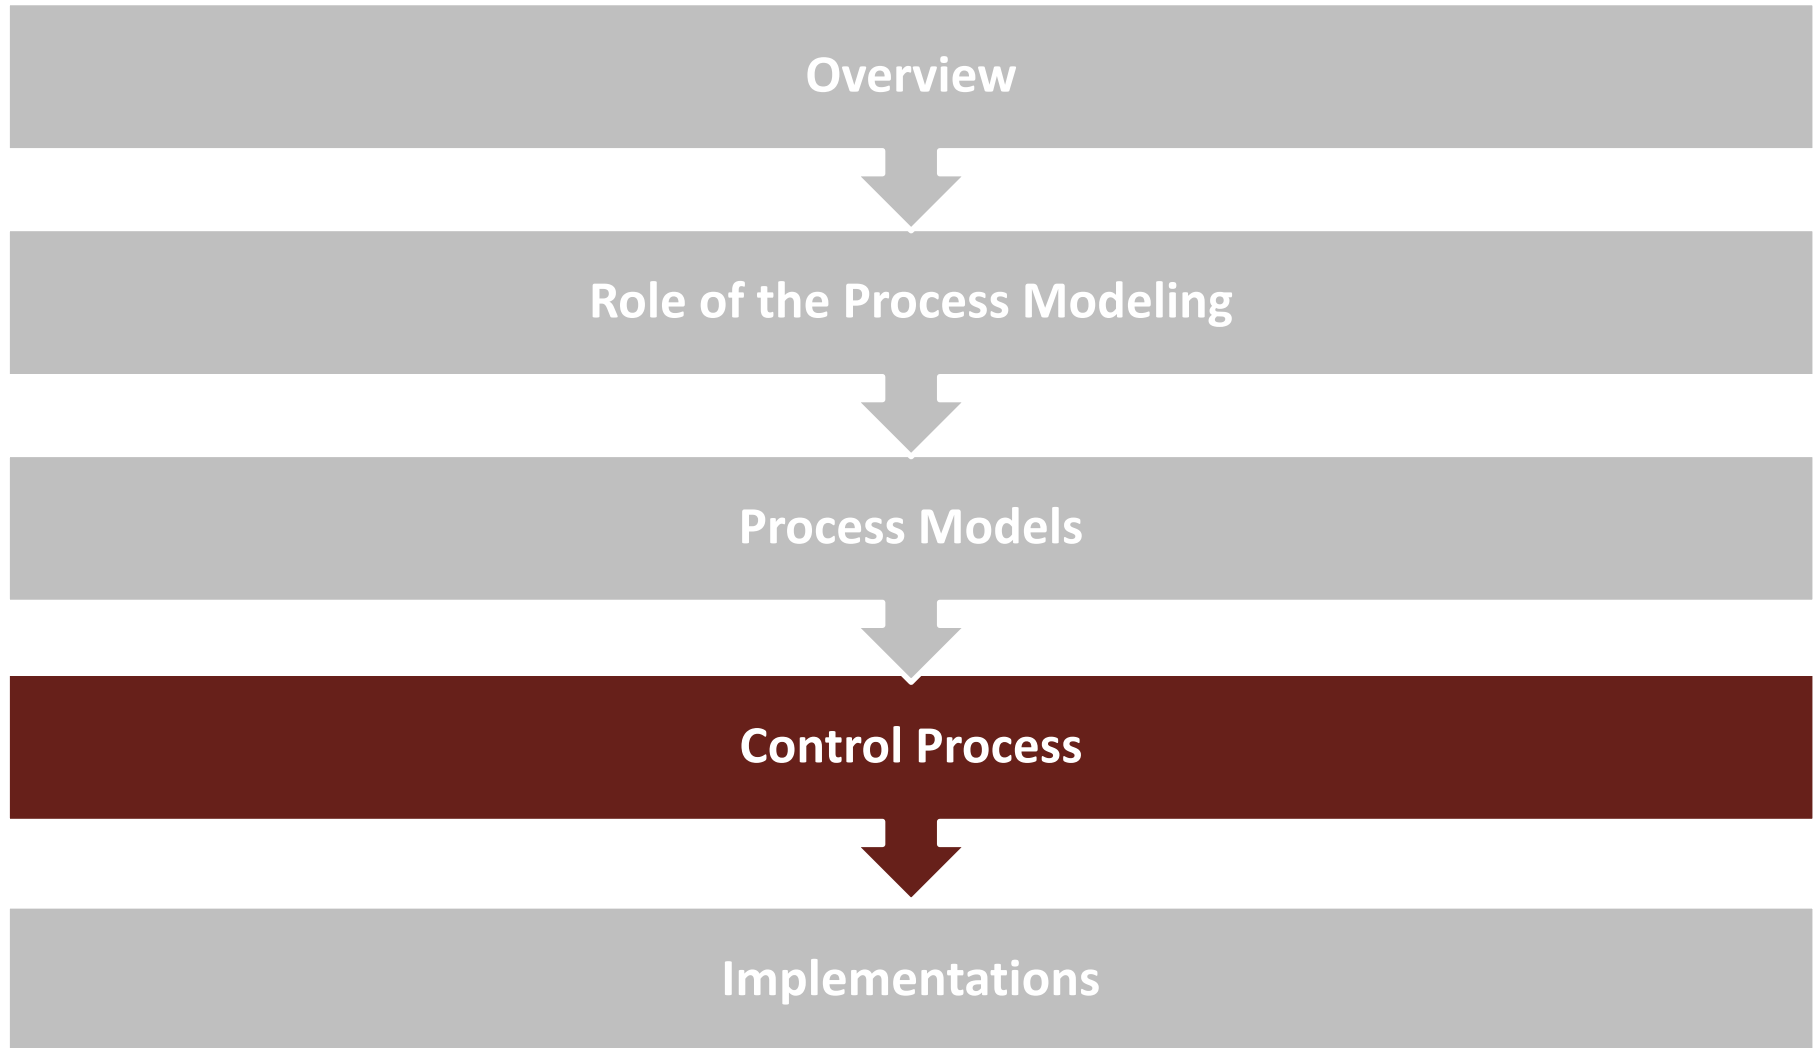 Overview
Role of the Process Modeling
Process Models
Control Process
Implementations